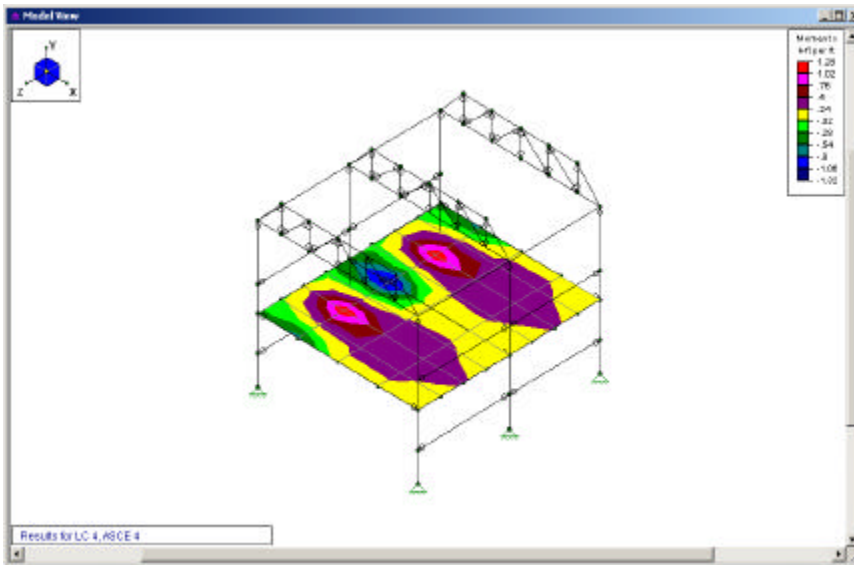 Model View
Y
Z X
Moments
1.28
1.02
.76
.24
-.02
-.28
-.54
-.8
-1.06
-1.32
Results for LC 4, ASCE 4